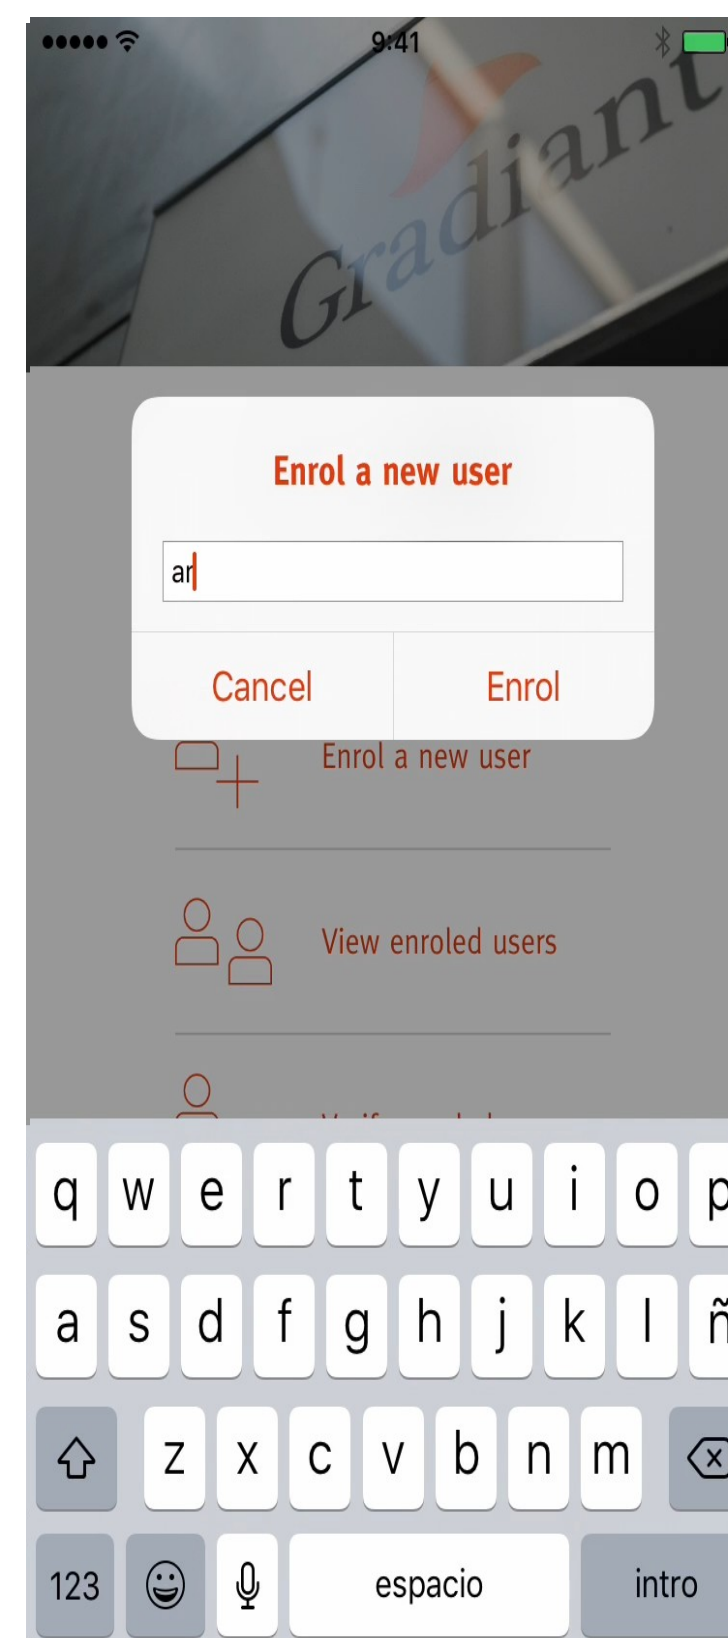 9:41
Gradiant
Enrol a new user
ar
Cancel Enrol
Enrol a new user
View enroled users
q w e r t y u i o p
a s d f g h j k l ñ
z x c v b n m
123 espacio intro